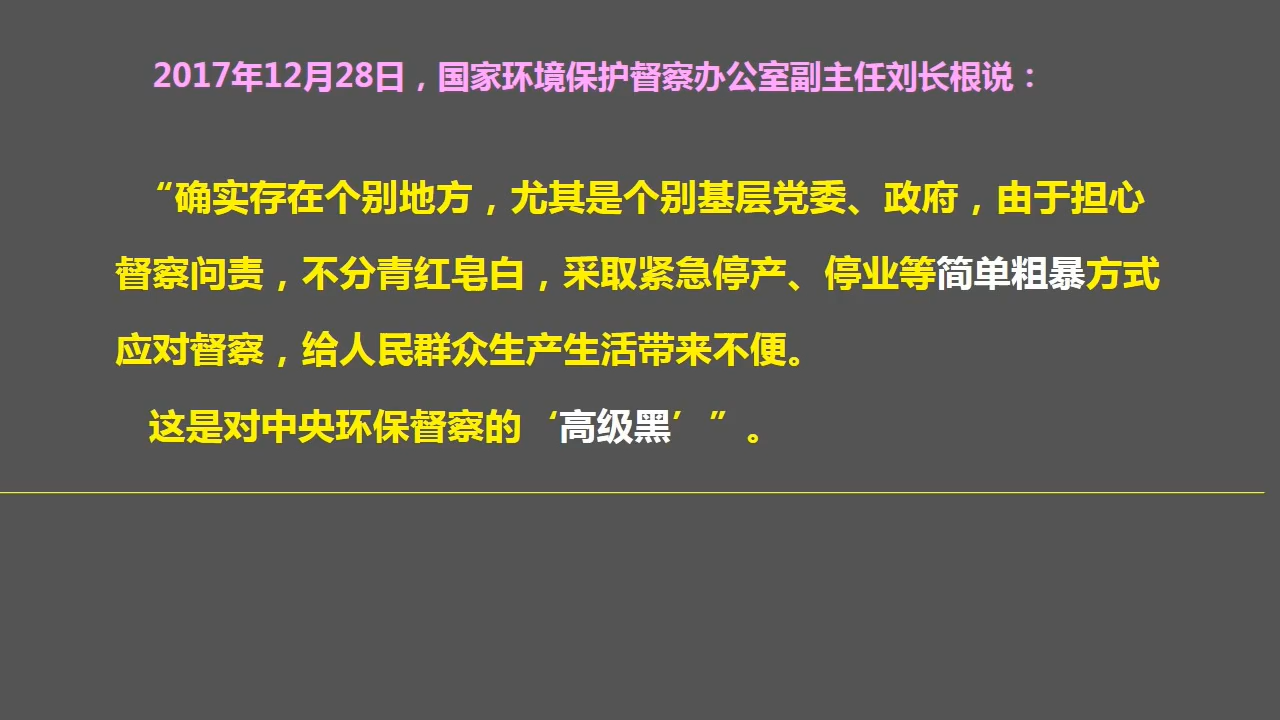 2017年12月28日，国家环境保护督察办公室副主任刘长根说：
“确实存在个别地方，尤其是个别基层党委、政府，由于担心
督察问责，不分青红皂白，采取紧急停产、停业等简单粗暴方式
应对督察，给人民群众生产生活带来不便。
这是对中央环保督察的‘高级黑’”。